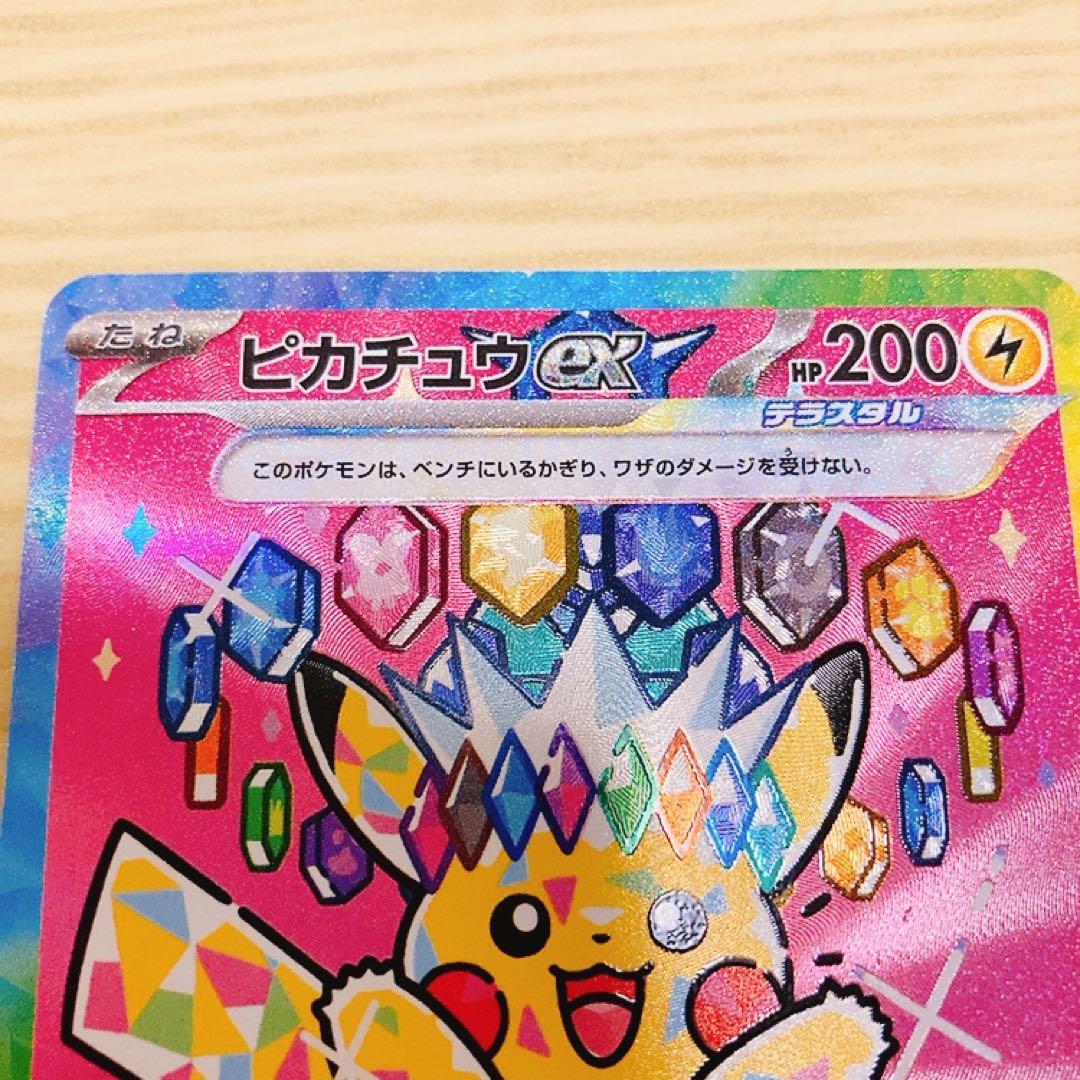 たね
ピカチュウex
HP200
テラスタル
このポケモンは、ベンチにいるかぎり、ワザのダメージを受けない。